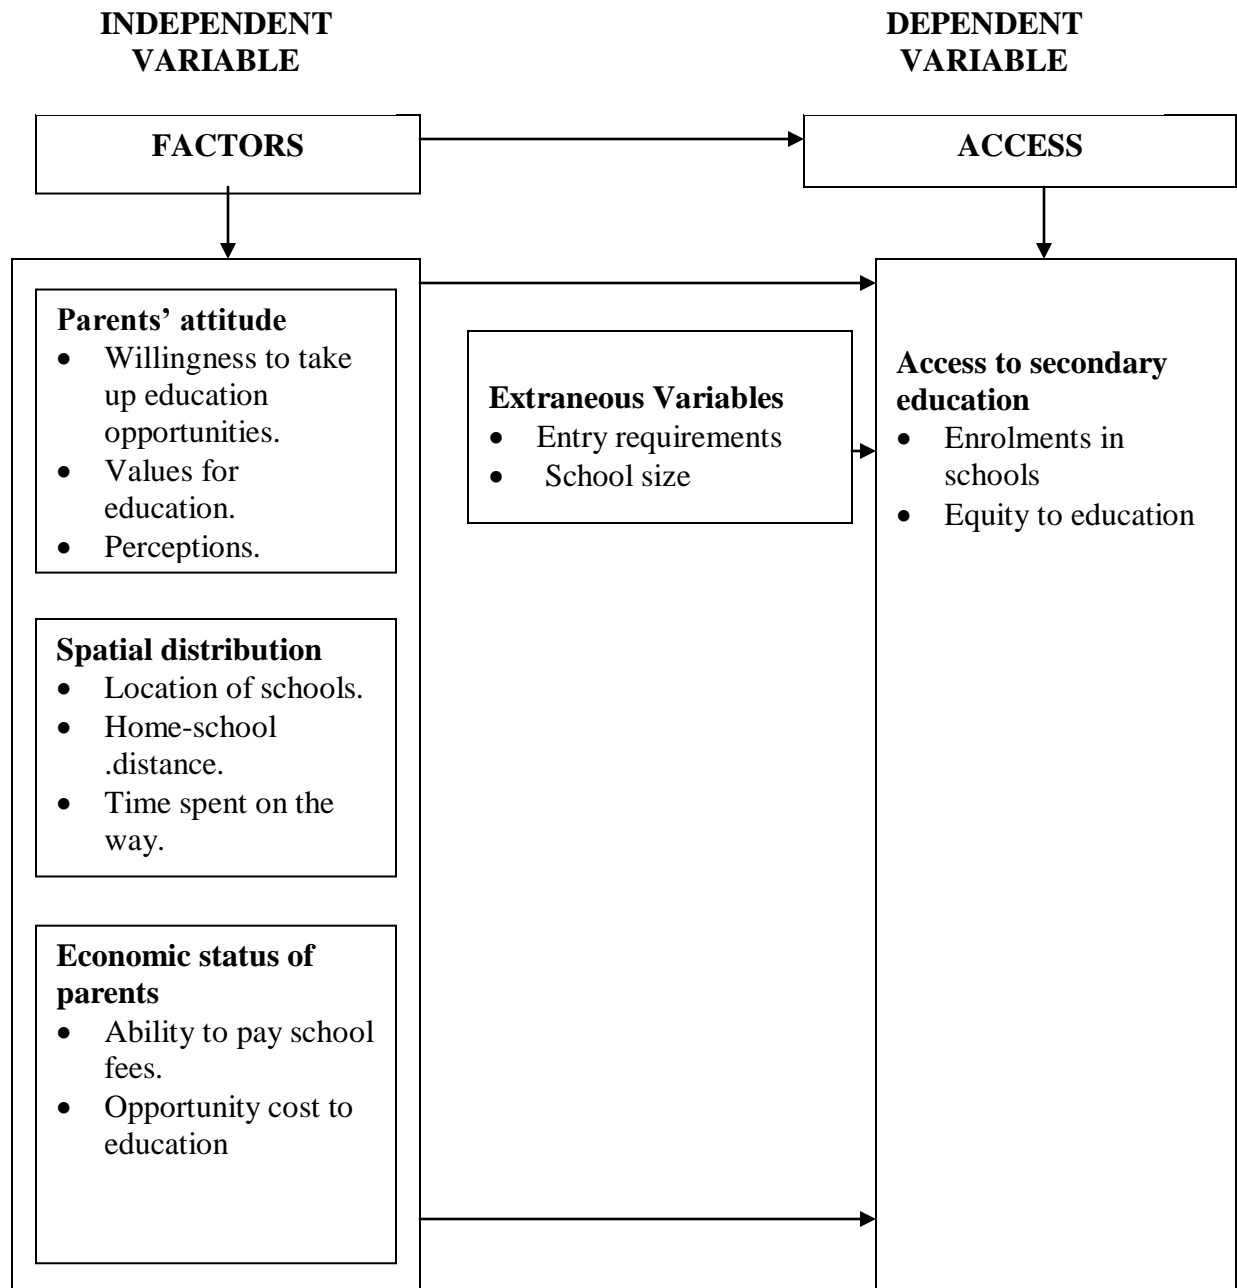 INDEPENDENT
VARIABLE
DEPENDENT
VARIABLE
FACTORS
ACCESS
Parents’ attitude
• Willingness to take
up education
opportunities.
• Values for
education.
• Perceptions.
Spatial distribution
• Location of schools.
• Home-school
.distance.
• Time spent on the
way.
Economic status of
parents
• Ability to pay school
fees.
• Opportunity cost to
education
Extraneous Variables
• Entry requirements
• School size
Access to secondary
education
• Enrolments in
schools
• Equity to education